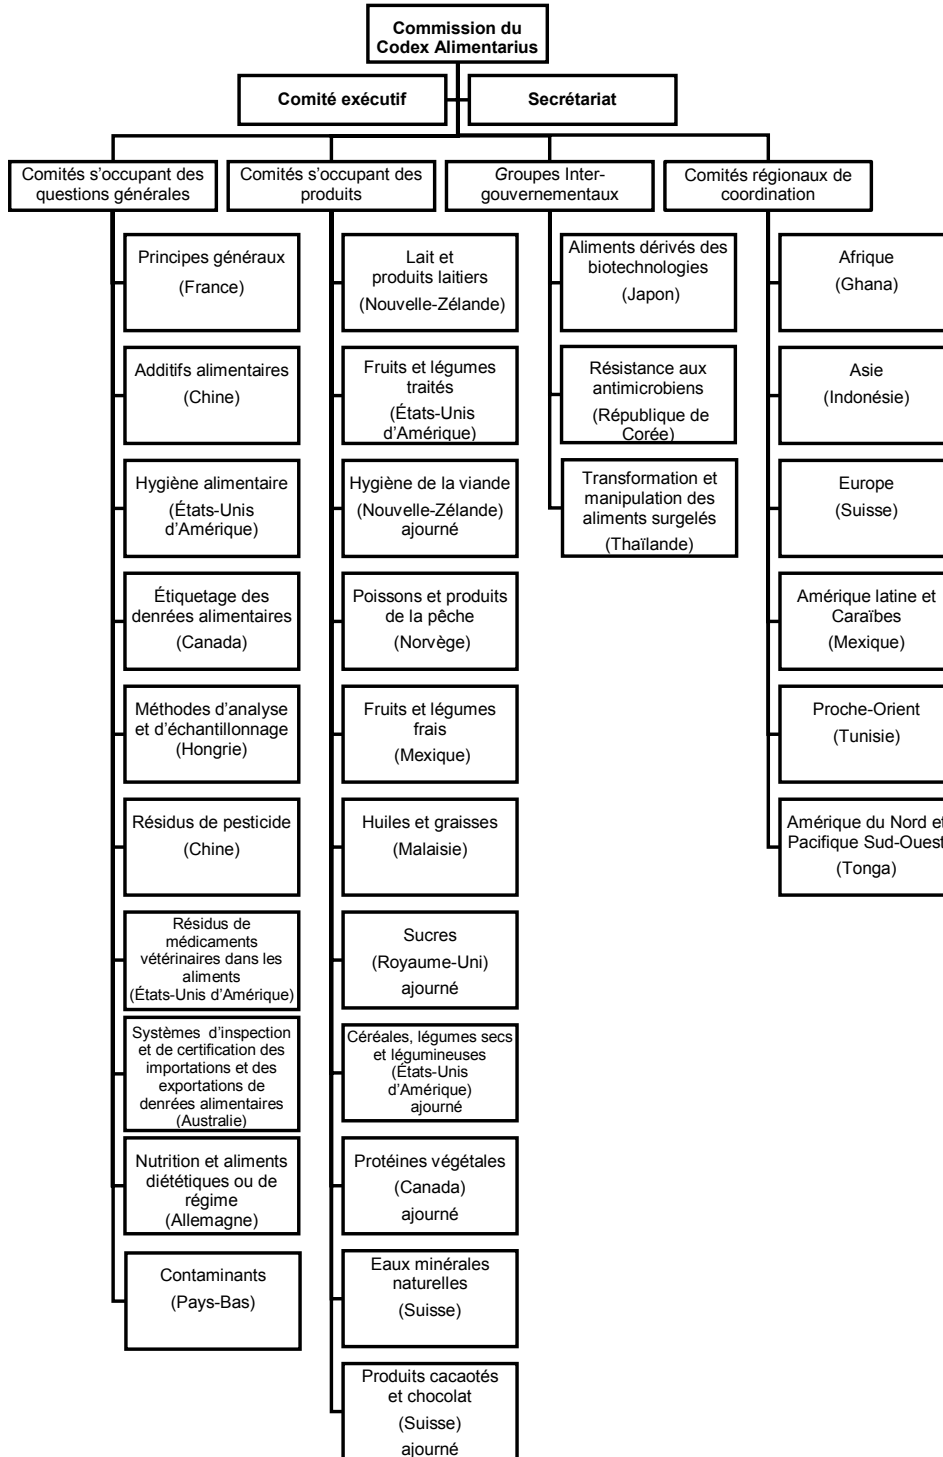 Commission du
Codex Alimentarius
Comité exécutif
Secrétariat
Comités s'occupant des
questions générales
Comités s'occupant des
produits
Groupes Inter-
gouvernementaux
Comités régionaux de
coordination
Principes généraux
(France)
Additifs alimentaires
(Chine)
Hygiène alimentaire
(États-Unis
d'Amérique)
Étiquetage des
denrées alimentaires
(Canada)
Méthodes d'analyse
et d'échantillonnage
(Hongrie)
Résidus de pesticide
(Chine)
Résidus de
médicaments
vétérinaires dans les
aliments
(États-Unis d'Amérique)
Systèmes d'inspection
et de certification des
importations et des
exportations de
denrées alimentaires
(Australie)
Nutrition et aliments
diététiques ou de
régime
(Allemagne)
Contaminants
(Pays-Bas)
Lait et
produits laitiers
(Nouvelle-Zélande)
Fruits et légumes
traités
(États-Unis
d'Amérique)
Hygiène de la viande
(Nouvelle-Zélande)
ajourné
Poissons et produits
de la pêche
(Norvège)
Fruits et légumes
frais
(Mexique)
Huiles et graisses
(Malaisie)
Sucres
(Royaume-Uni)
ajourné
Céréales, légumes secs
et légumineuses
(États-Unis
d'Amérique)
ajourné
Protéines végétales
(Canada)
ajourné
Eaux minérales
naturelles
(Suisse)
Produits cacaotés
et chocolat
(Suisse)
ajourné
Aliments dérivés des
biotechnologies
(Japon)
Résistance aux
antimicrobiens
(République de
Corée)
Transformation et
manipulation des
aliments surgelés
(Thaïlande)
Afrique
(Ghana)
Asie
(Indonésie)
Europe
(Suisse)
Amérique latine et
Caraïbes
(Mexique)
Proche-Orient
(Tunisie)
Amérique du Nord et
Pacifique Sud-Ouest
(Tonga)